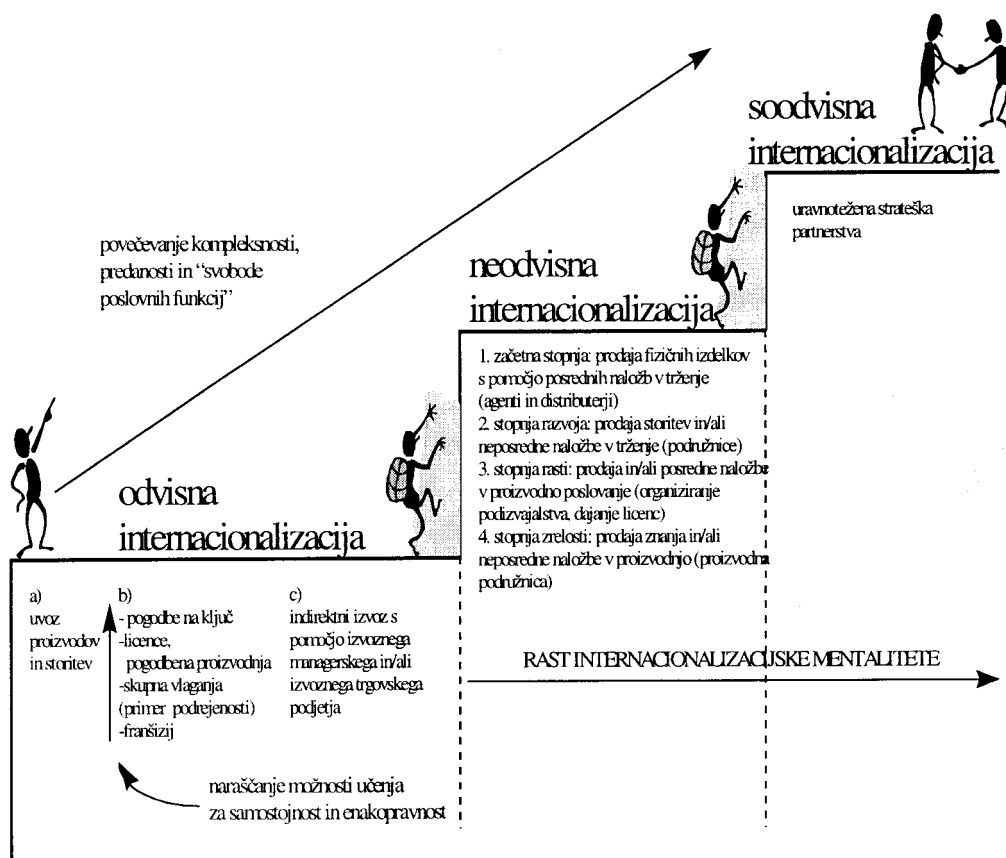 soodvisna
internacionalizacija
uravnotežena strateška
partnerstva
povečevanje kompleksnosti,
predanosti in “svobode
poslovnih funkcij”
neodvisna
internacionalizacija
1. začetna stopnja: prodaja fizičnih izdelkov
s pomočjo posrednih naložb v trženje
(agenti in distributerji)
2. stopnja razvoja: prodaja storitev in/ali
neposredne naložbe v trženje (podružnice)
3. stopnja rasti: prodaja in/ali posredne naložbe
v proizvodno poslovanje (organiziranje
podizvajalstva, dajanje licenc)
4. stopnja zrelosti: prodaja znanja in/ali
neposredne naložbe v proizvodnjo (proizvodna
podružnica)
odvisna
internacionalizacija
a)
uvoz
proizvodov
in storitev
b)
- pogodbe na ključ
-licence,
pogodbena proizvodnja
-skupna vlaganja
(primer podrejenosti)
-franšizij
c)
indirektni izvoz s
pomočjo izvoznega
managerskega in/ali
izvoznega trgovskega
podjetja
RAST INTERNACIONALIZACIJSKE MENTALITETE
naraščanje možnosti učenja
za samostojnost in enakopravnost